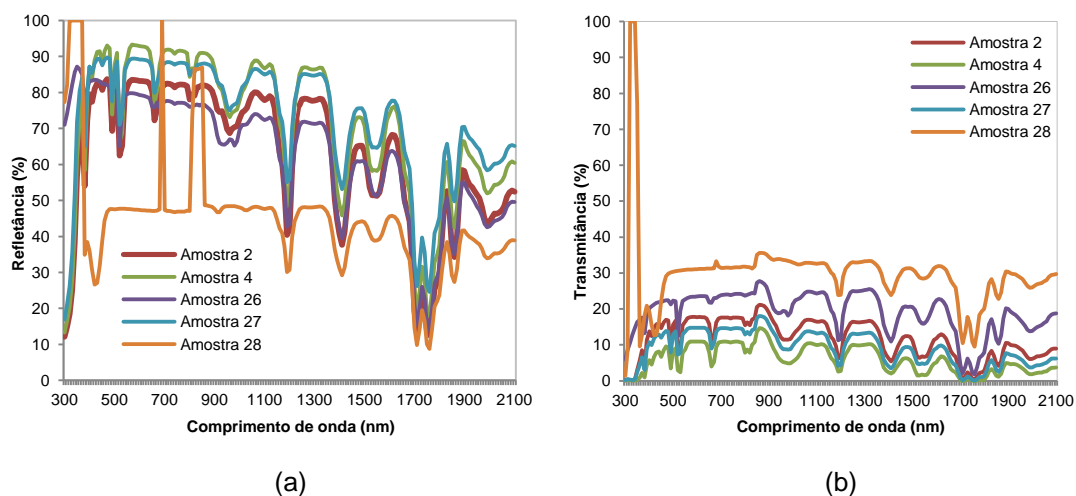 100
90
80
70
60
50
40
30
20
10
0
Refletância (%)
Amostra 2
Amostra 4
Amostra 26
Amostra 27
Amostra 28
300 500 700 900 1100 1300 1500 1700 1900 2100
Comprimento de onda (nm)
(a)
100
90
80
70
60
50
40
30
20
10
0
Transmitância (%)
Amostra 2
Amostra 4
Amostra 26
Amostra 27
Amostra 28
300 500 700 900 1100 1300 1500 1700 1900 2100
Comprimento de onda (nm)
(b)